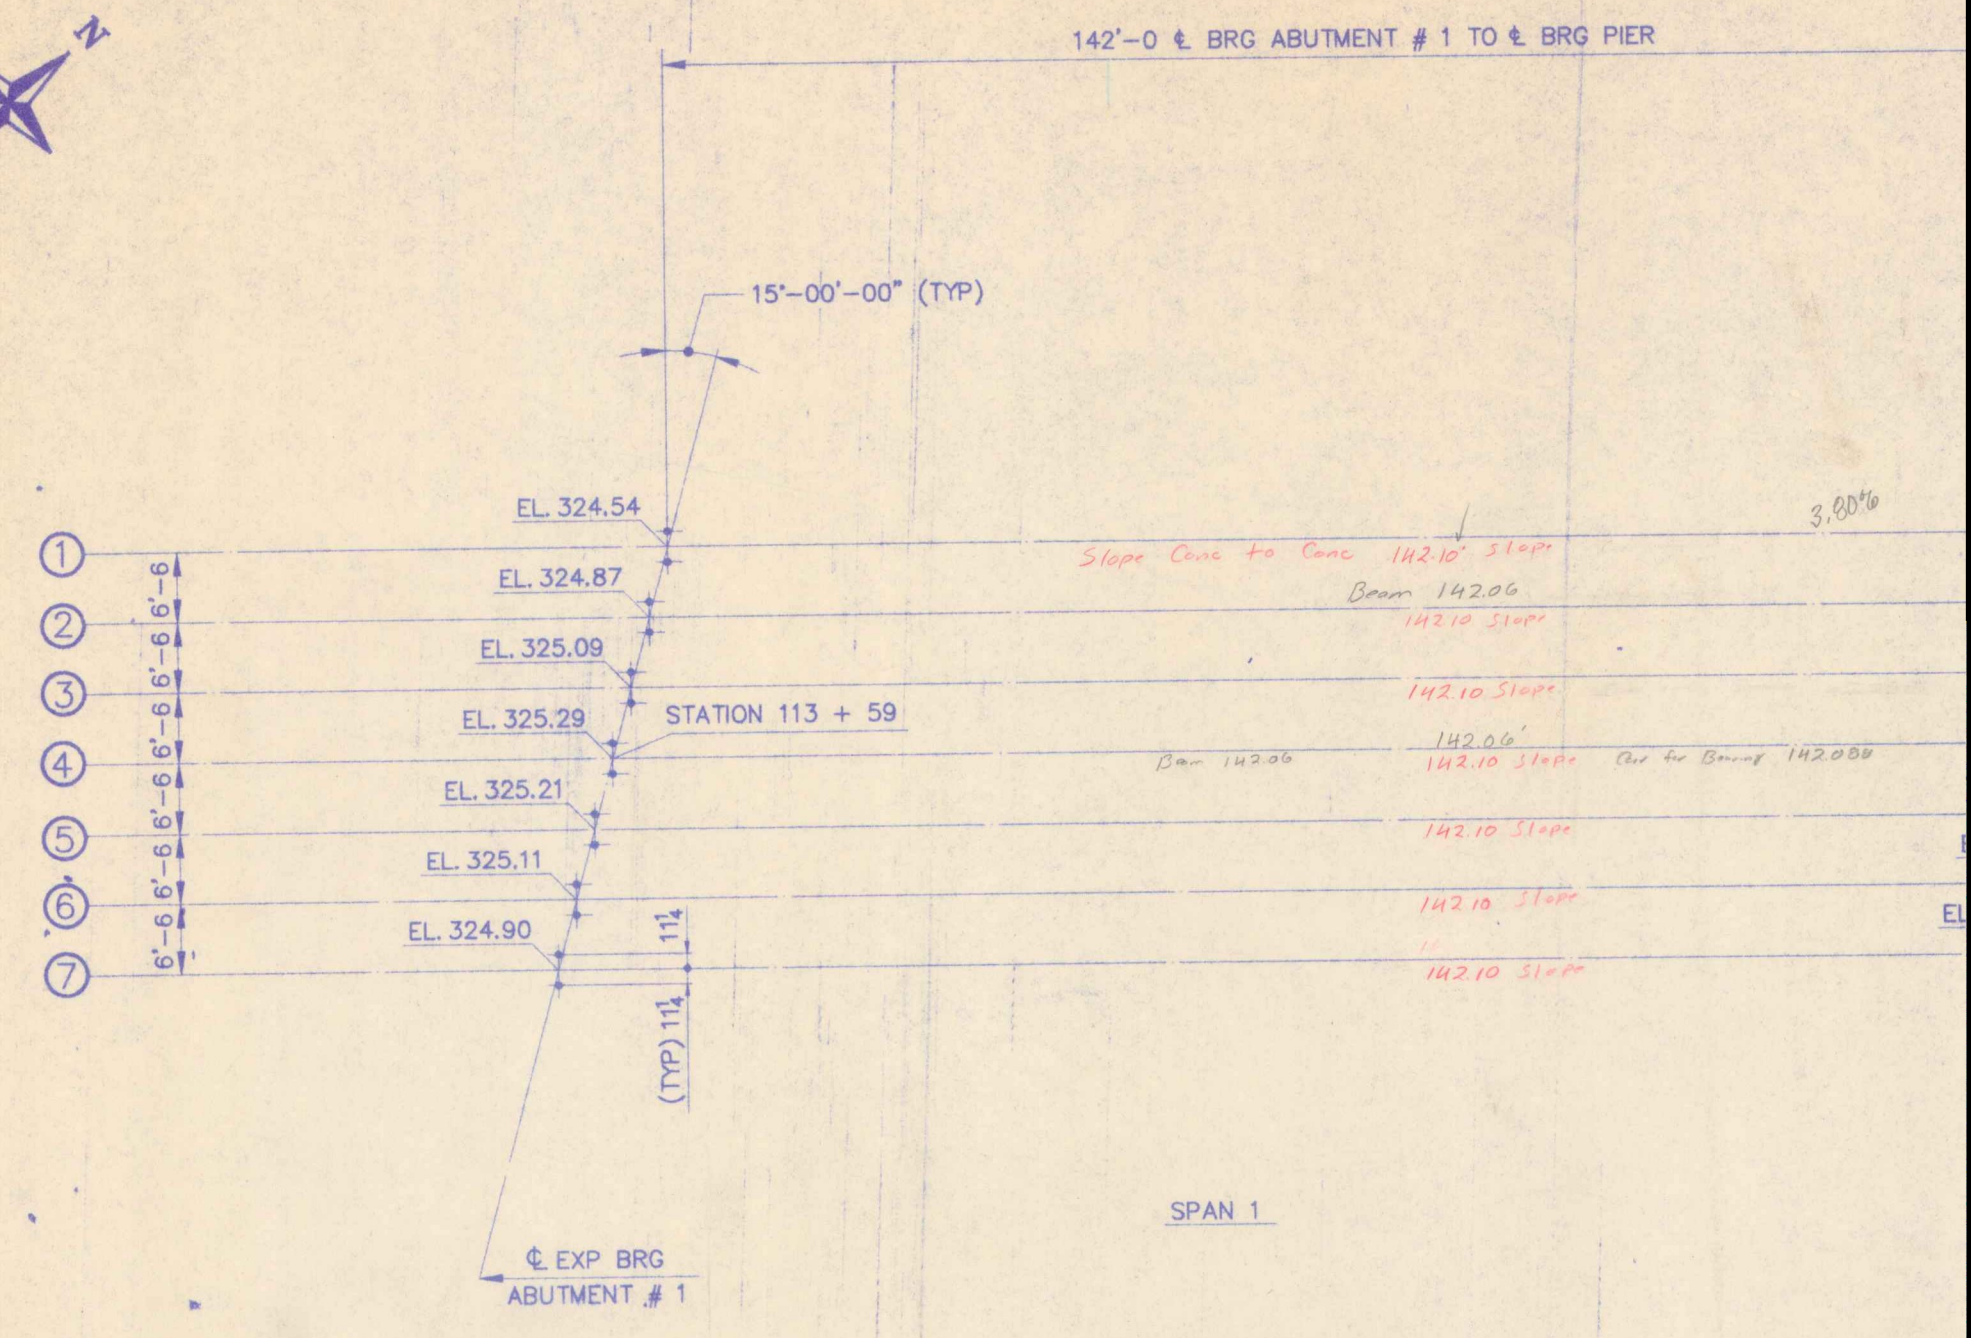 N
142'-0 ℄ BRG ABUTMENT # 1 TO ℄ BRG PIER
15°-00'-00" (TYP)
EL. 324.54
3.80%
1
Slope Conc to Conc 142.10' slope
6'-6
EL. 324.87
Beam 142.06
2
142.10 Slope
6'-6
EL. 325.09
3
142.10 Slope
6'-6
EL. 325.29
STATION 113 + 59
142.06'
4
Beam 142.06
142.10 Slope
for Bearing 142.088
6'-6
EL. 325.21
5
142.10 Slope
6'-6
EL. 325.11
6
142.10 Slope
EL
6'-6
EL. 324.90
11¼
7
142.10 Slope
(TYP) 11¼
SPAN 1
℄ EXP BRG
ABUTMENT # 1